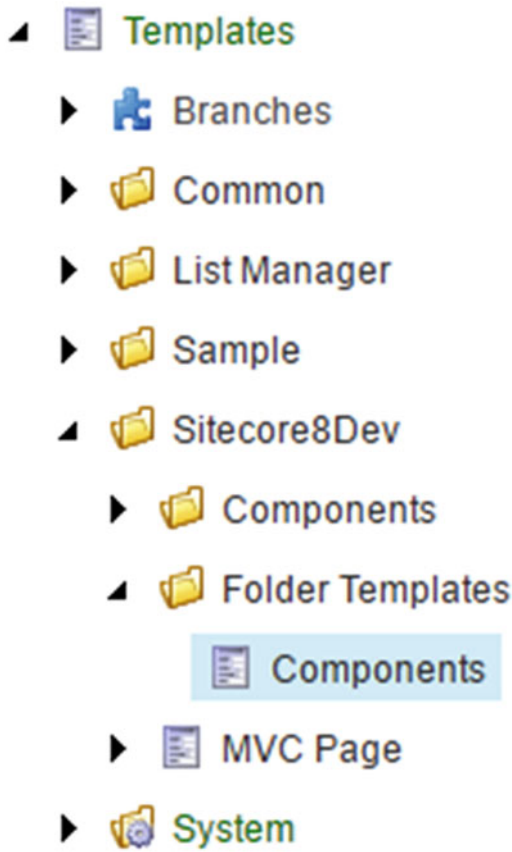 Templates
Branches
Common
List Manager
Sample
Sitecore8Dev
Components
Folder Templates
Components
MVC Page
System